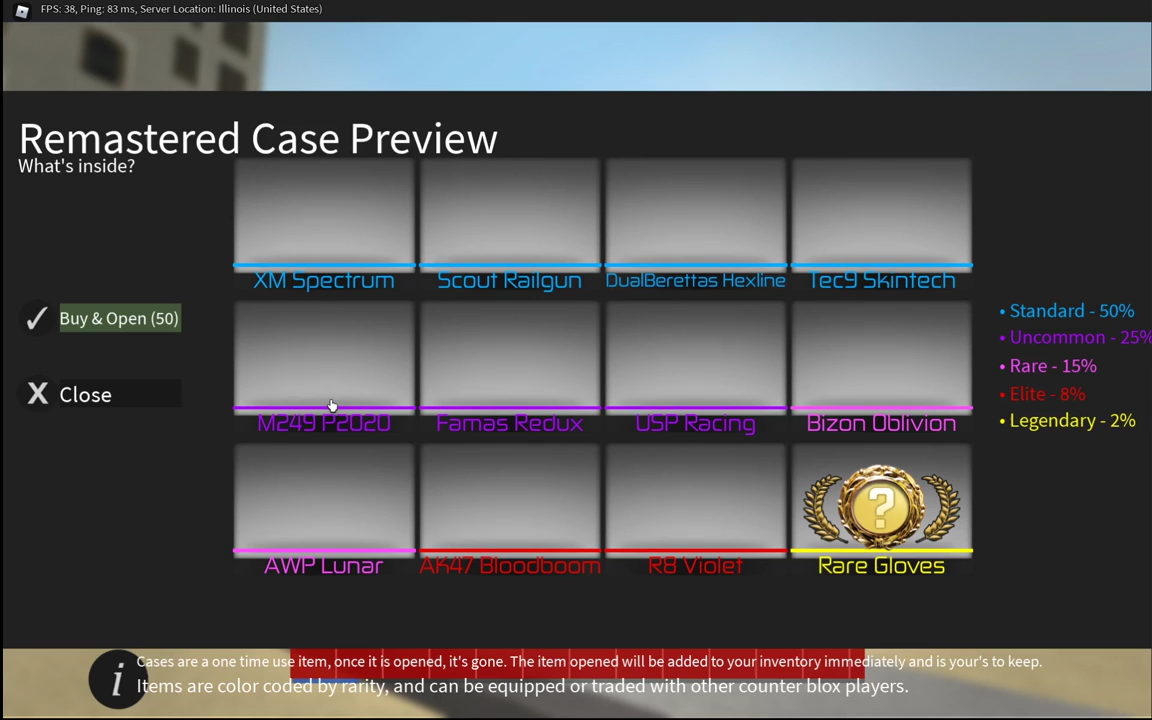 FPS: 38, Ping: 83 ms, Server Location: Illinois (United States)
Remastered Case Preview
What's inside?
XM Spectrum
Scout Railgun
DualBerettas Hexline
Tec9 Skintech
Buy & Open (50)
Close
M249 P2020
Famas Redux
USP Racing
Bizon Oblivion
• Standard - 50%
• Uncommon - 25%
• Rare - 15%
• Elite - 8%
• Legendary - 2%
AWP Lunar
AK47 Bloodboom
R8 Violet
?
Rare Gloves
i
Cases are a one time use item, once it is opened, it's gone. The item opened will be added to your inventory immediately and is your's to keep.
Items are color coded by rarity, and can be equipped or traded with other counter blox players.